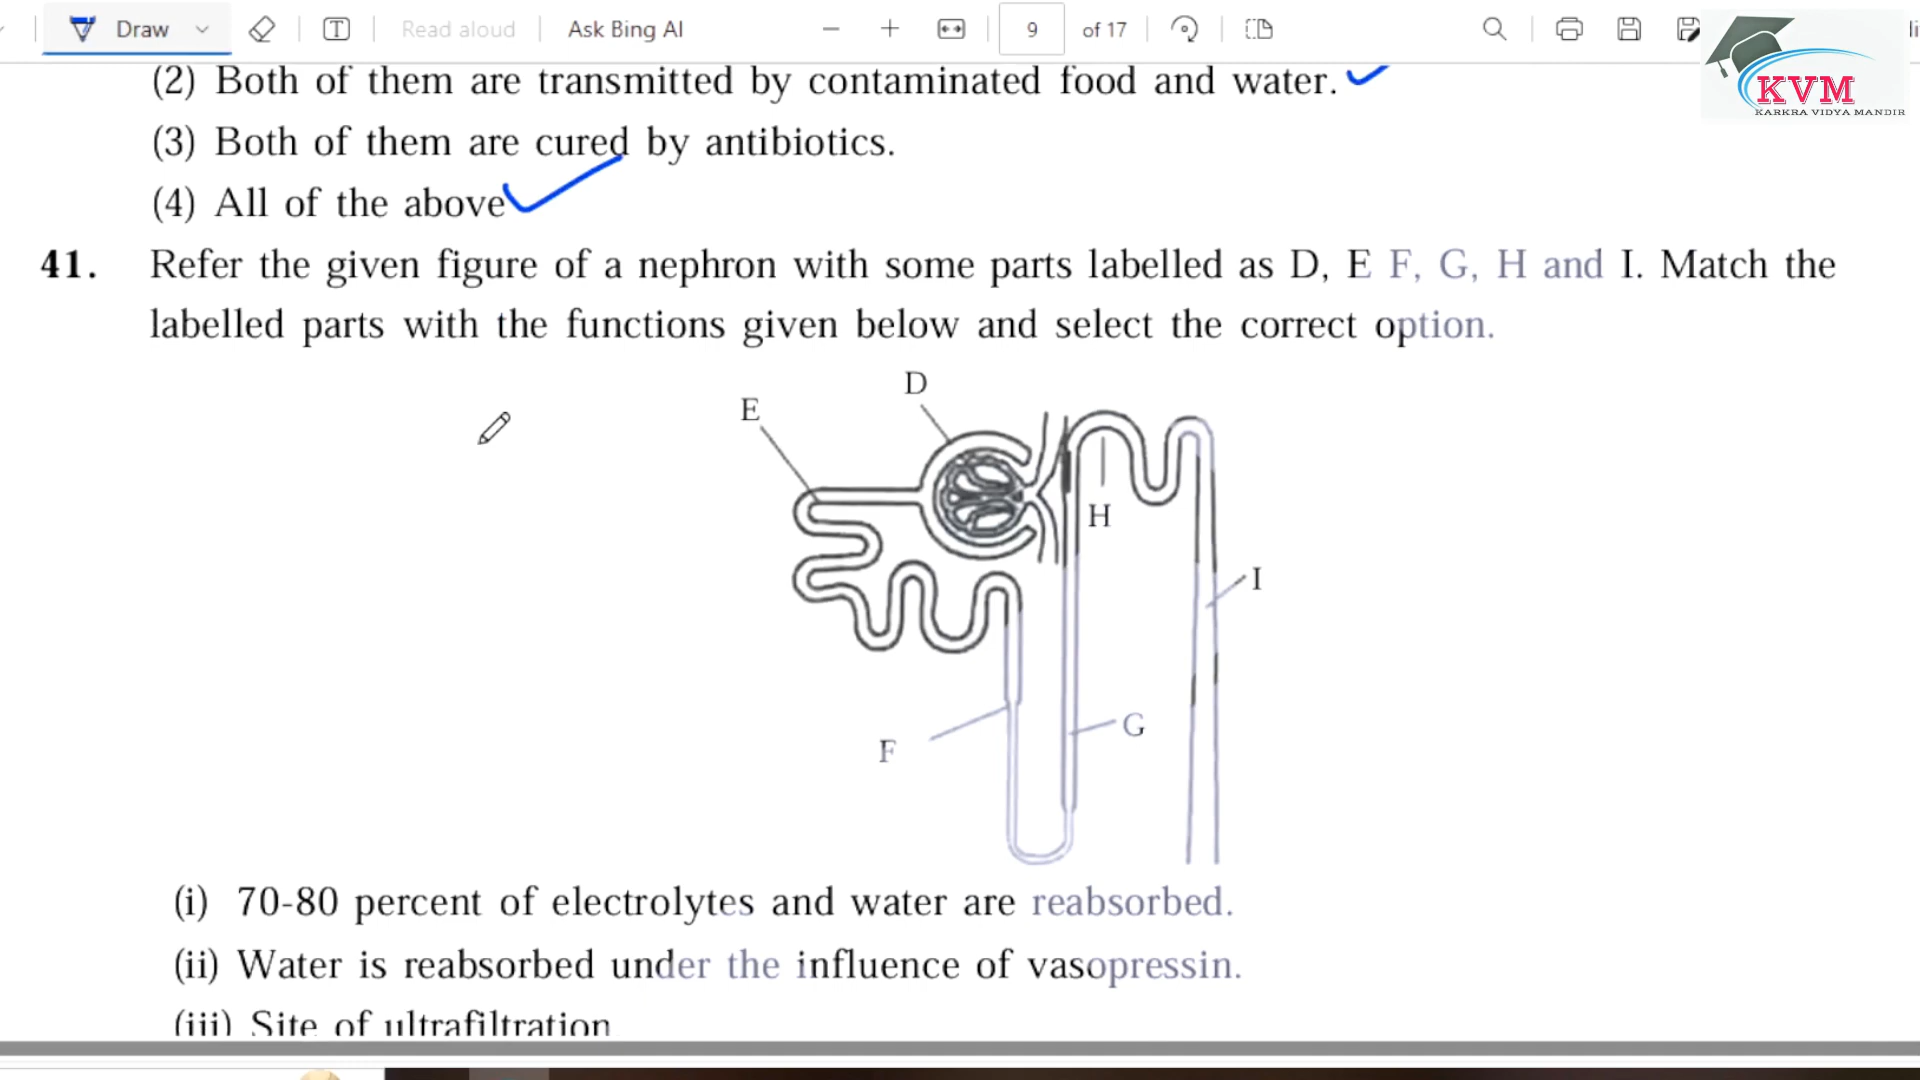 Draw
Read aloud
Ask Bing AI
9
of 17
KVM
KARKRA VIDYA MANDIR
(2) Both of them are transmitted by contaminated food and water.
(3) Both of them are cured by antibiotics.
(4) All of the above
41. Refer the given figure of a nephron with some parts labelled as D, E F, G, H and I. Match the
labelled parts with the functions given below and select the correct option.
D
E
H
I
G
F
(i) 70-80 percent of electrolytes and water are reabsorbed.
(ii) Water is reabsorbed under the influence of vasopressin.
(iii) Site of ultrafiltration